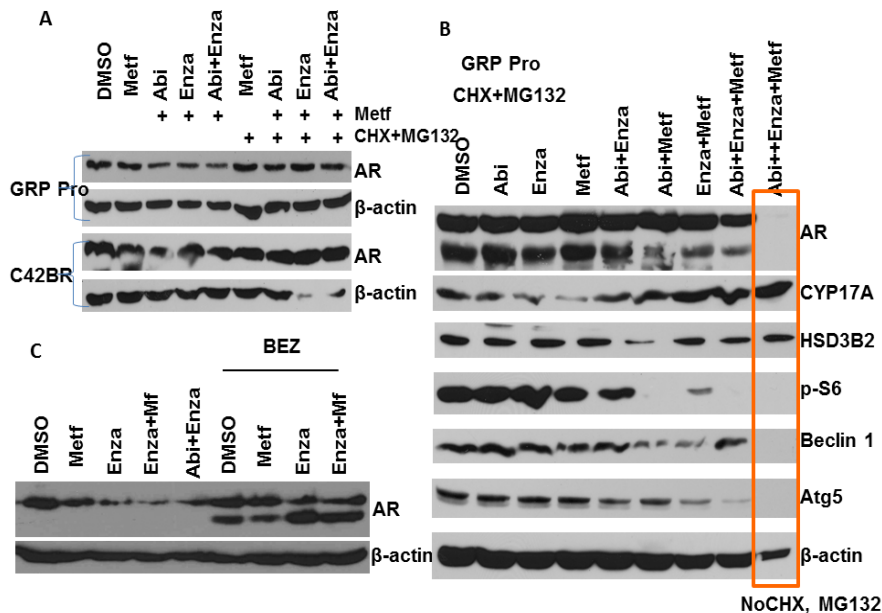 A
DMSO
Metf
Abi
Enza
Abi+Enza
Metf
Abi
Enza
Abi+Enza
+ + + + + + Metf
+ + + + CHX+MG132
GRP Pro
AR
β-actin
C42BR
AR
β-actin
B
GRP Pro
CHX+MG132
DMSO
Abi
Enza
Metf
Abi+Enza
Abi+Metf
Enza+Metf
Abi+Enza+Metf
Abi++Enza+Metf
AR
CYP17A
HSD3B2
p-S6
Beclin 1
Atg5
β-actin
NoCHX, MG132
C
BEZ
DMSO
Metf
Enza
Enza+Mf
Abi+Enza
DMSO
Metf
Enza
Enza+Mf
AR
β-actin